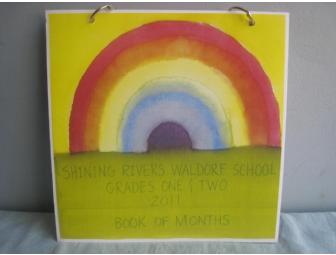 SHINING RIVERS WALDORF SCHOOL
GRADES ONE & TWO
2011
BOOK OF MONTHS